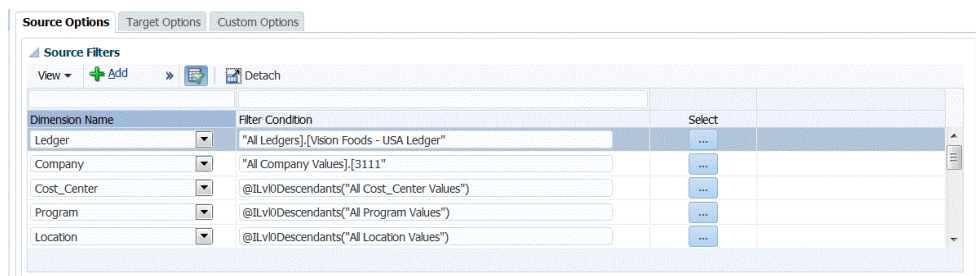 Source Options Target Options Custom Options
Source Filters
View Add » Detach
Dimension Name Filter Condition Select
Ledger "All Ledgers].[Vision Foods - USA Ledger" ...
Company "All Company Values].[3111" ...
Cost_Center @ILvl0Descendants("All Cost_Center Values") ...
Program @ILvl0Descendants("All Program Values") ...
Location @ILvl0Descendants("All Location Values") ...